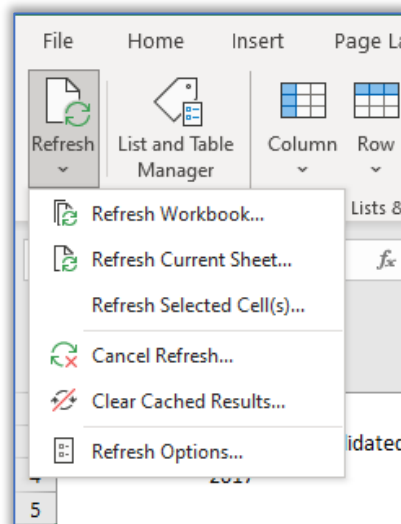 File Home Insert Page La
Refresh List and Table Manager Column Row
Lists &
Refresh Workbook...
Refresh Current Sheet...
fx
Refresh Selected Cell(s)...
Cancel Refresh...
Clear Cached Results...
Refresh Options...
idated
4 2017
5